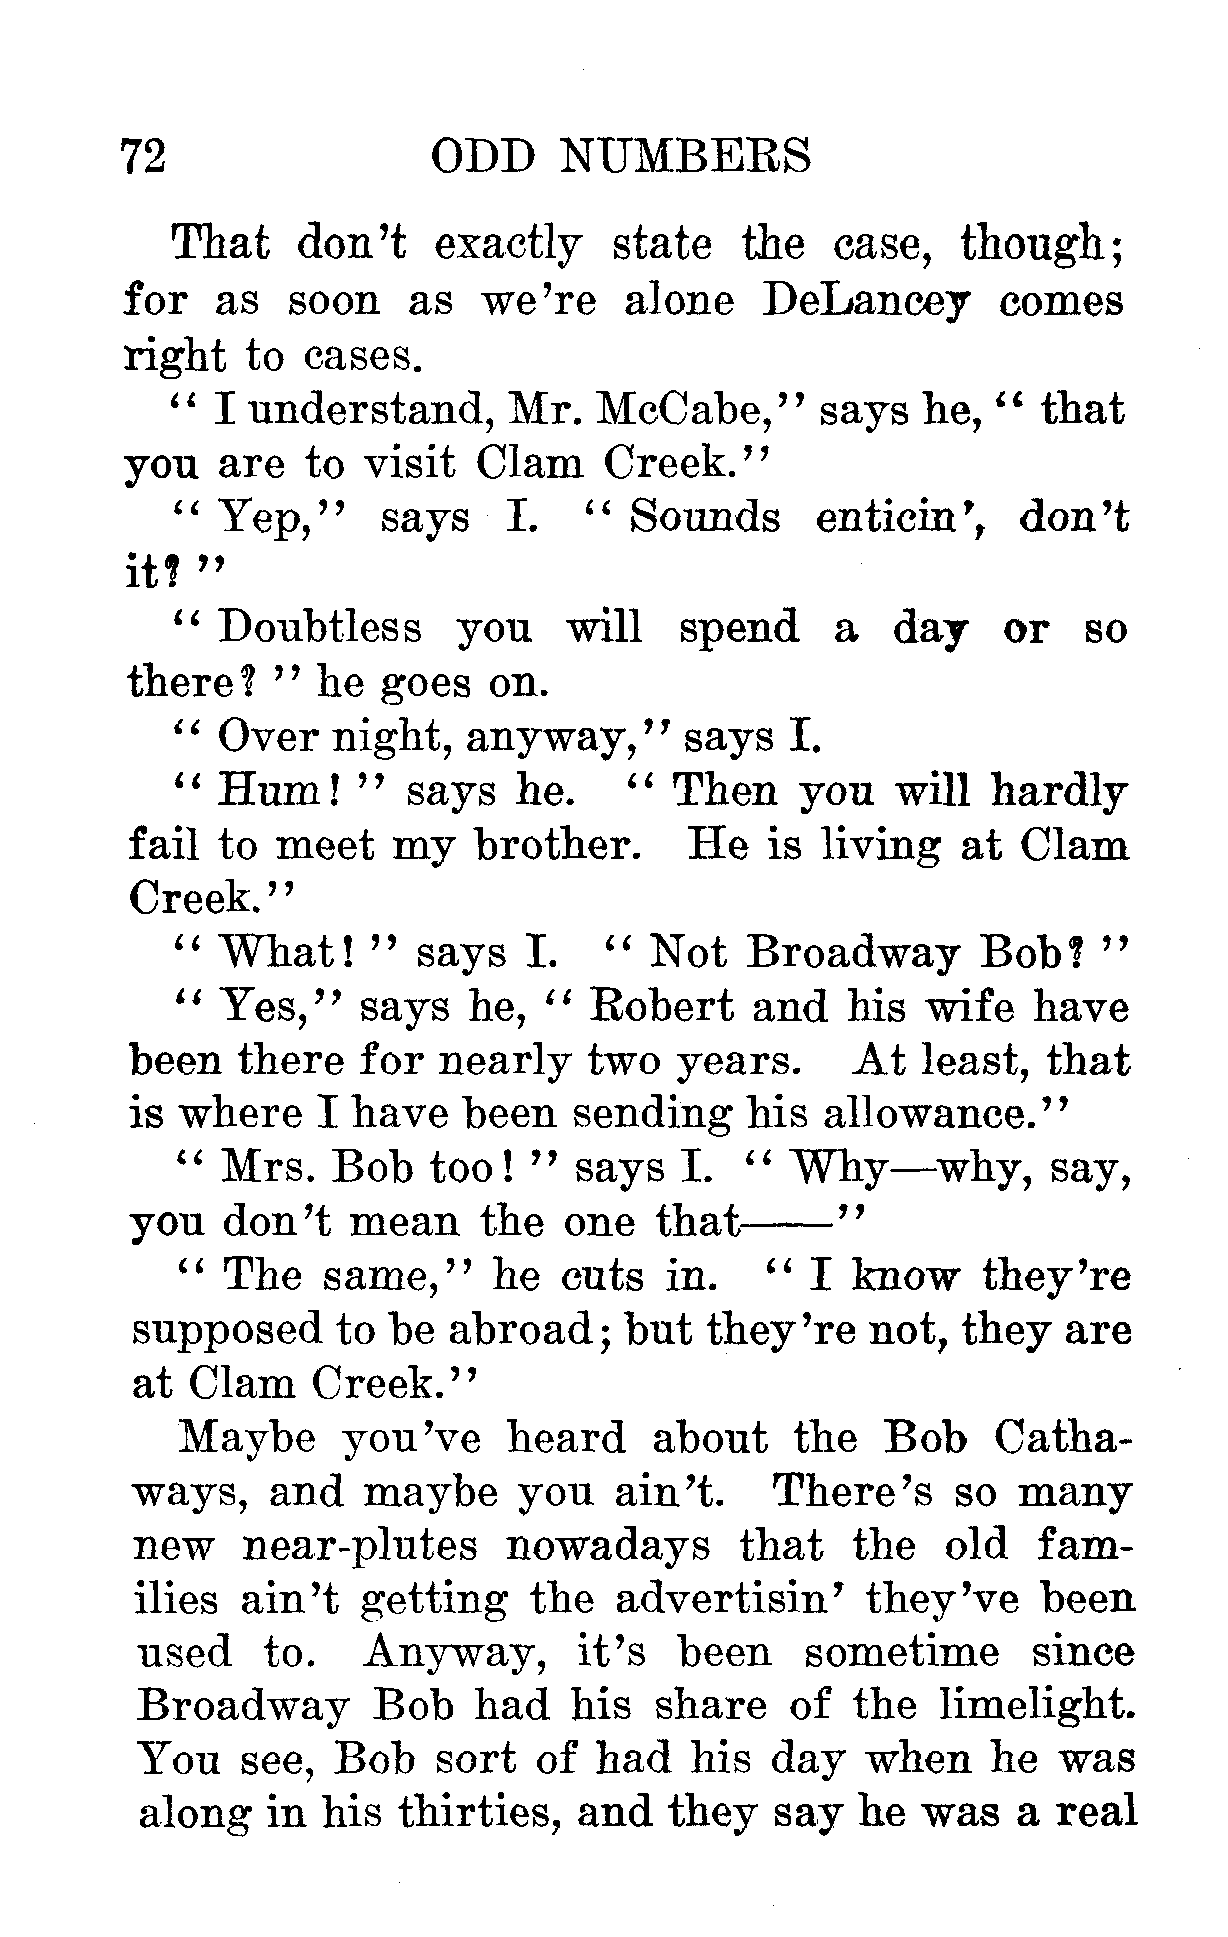 72 ODD NUMBERS
That don't exactly state the case, though;
for as soon as we're alone DeLancey comes
right to cases.
" I understand, Mr. McCabe," says he, " that
you are to visit Clam Creek."
" Yep," says I. " Sounds enticin', don't
it? "
" Doubtless you will spend a day or so
there? " he goes on.
" Over night, anyway," says I.
" Hum! " says he. " Then you will hardly
fail to meet my brother. He is living at Clam
Creek."
" What! " says I. " Not Broadway Bob? "
" Yes," says he, " Robert and his wife have
been there for nearly two years. At least, that
is where I have been sending his allowance."
" Mrs. Bob too! " says I. " Why—why, say,
you don't mean the one that——"
" The same," he cuts in. " I know they're
supposed to be abroad; but they're not, they are
at Clam Creek."
Maybe you've heard about the Bob Catha-
ways, and maybe you ain't. There's so many
new near-plutes nowadays that the old fam-
ilies ain't getting the advertisin' they've been
used to. Anyway, it's been sometime since
Broadway Bob had his share of the limelight.
You see, Bob sort of had his day when he was
along in his thirties, and they say he was a real